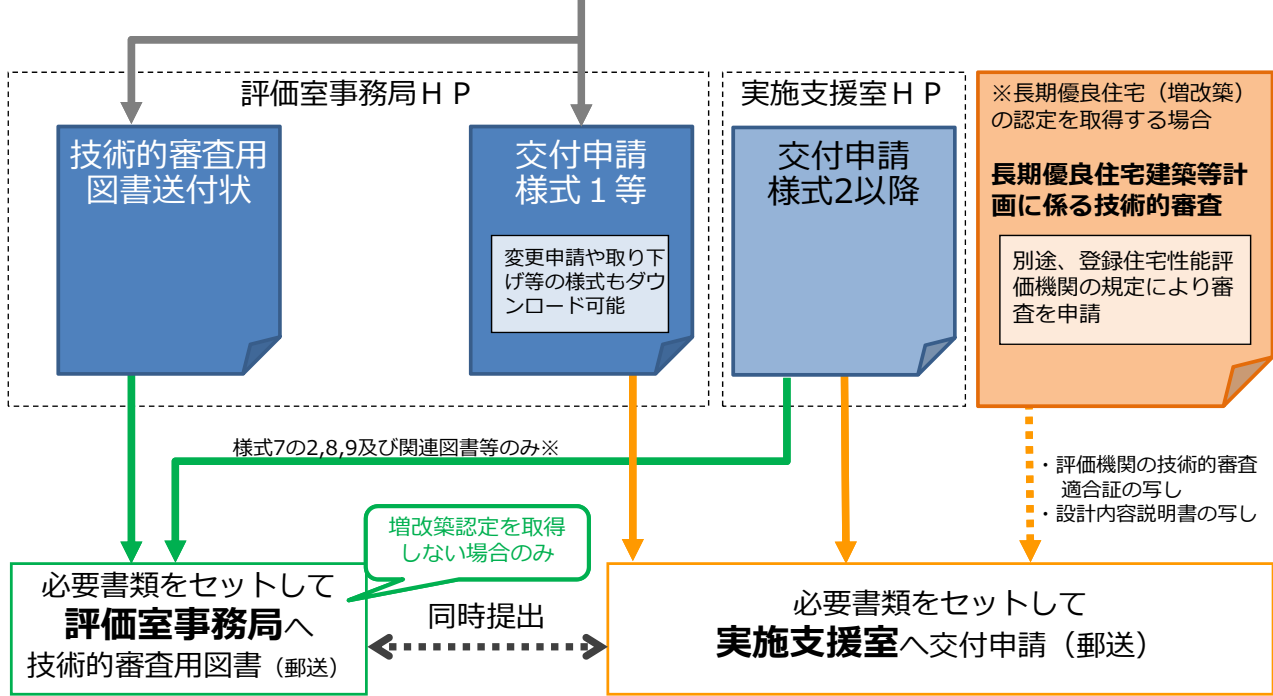 評価室事務局ＨＰ
技術的審査用
図書送付状
交付申請
様式１等
変更申請や取り下
げ等の様式もダウ
ンロード可能
実施支援室ＨＰ
交付申請
様式2以降
※長期優良住宅（増改築）
の認定を取得する場合
長期優良住宅建築等計
画に係る技術的審査
別途、登録住宅性能評
価機関の規定により審
査を申請
様式7の2,8,9及び関連図書等のみ※
・評価機関の技術的審査
適合証の写し
・設計内容説明書の写し
増改築認定を取得
しない場合のみ
必要書類をセットして
評価室事務局へ
技術的審査用図書（郵送）
同時提出
必要書類をセットして
実施支援室へ交付申請（郵送）